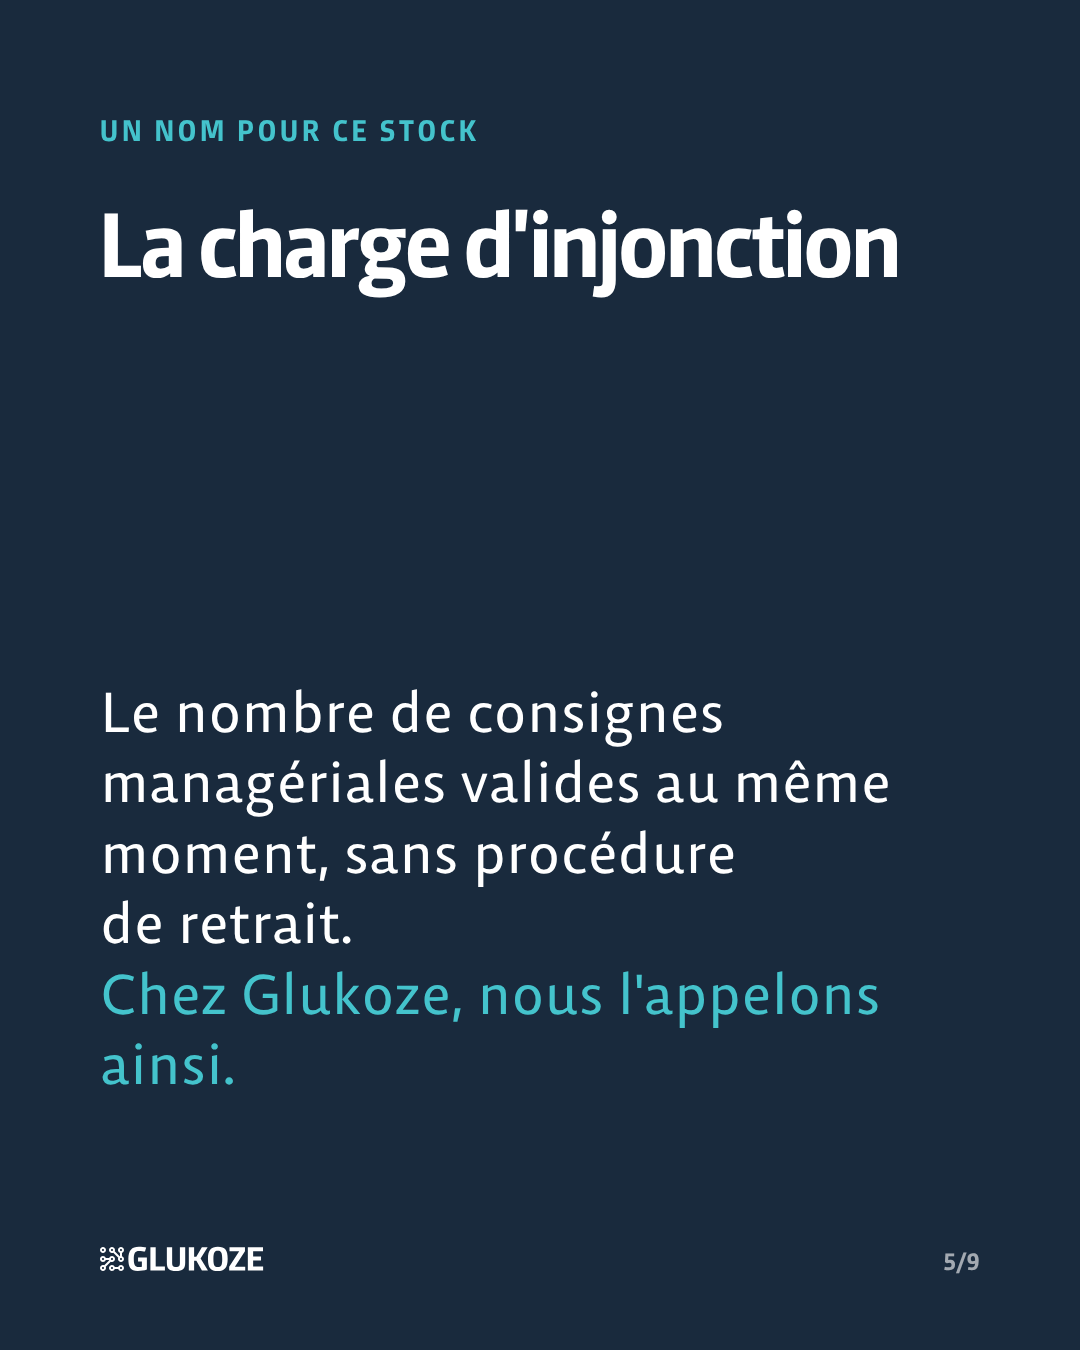 UN NOM POUR CE STOCK
La charge d'injonction
Le nombre de consignes
managériales valides au même
moment, sans procédure
de retrait.
Chez Glukoze, nous l'appelons
ainsi.
GLUKOZE
5/9